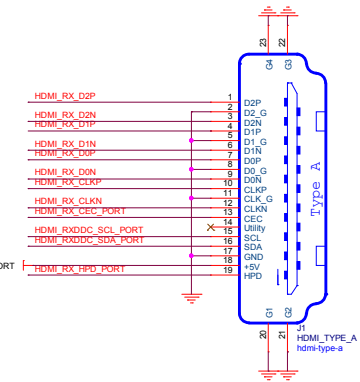 23 22
G4 G3
HDMI_RX_D2P 1 D2P
2 D2_G
HDMI_RX_D2N 3 D2N
HDMI_RX_D1P 4 D1P
5 D1_G
HDMI_RX_D1N 6 D1N
HDMI_RX_D0P 7 D0P
8 D0_G
HDMI_RX_D0N 9 D0N
HDMI_RX_CLKP 10 CLKP
11 CLK_G
HDMI_RX_CLKN 12 CLKN
HDMI_RX_CEC_PORT 13 CEC
14 Utility
HDMI_RXDDC_SCL_PORT 15 SCL
HDMI_RXDDC_SDA_PORT 16 SDA
17 GND
ORT 18 +5V
HDMI_RX_HPD_PORT 19 HPD
Type A
G1 G2
20 21
J1
HDMI_TYPE_A
hdmi-type-a